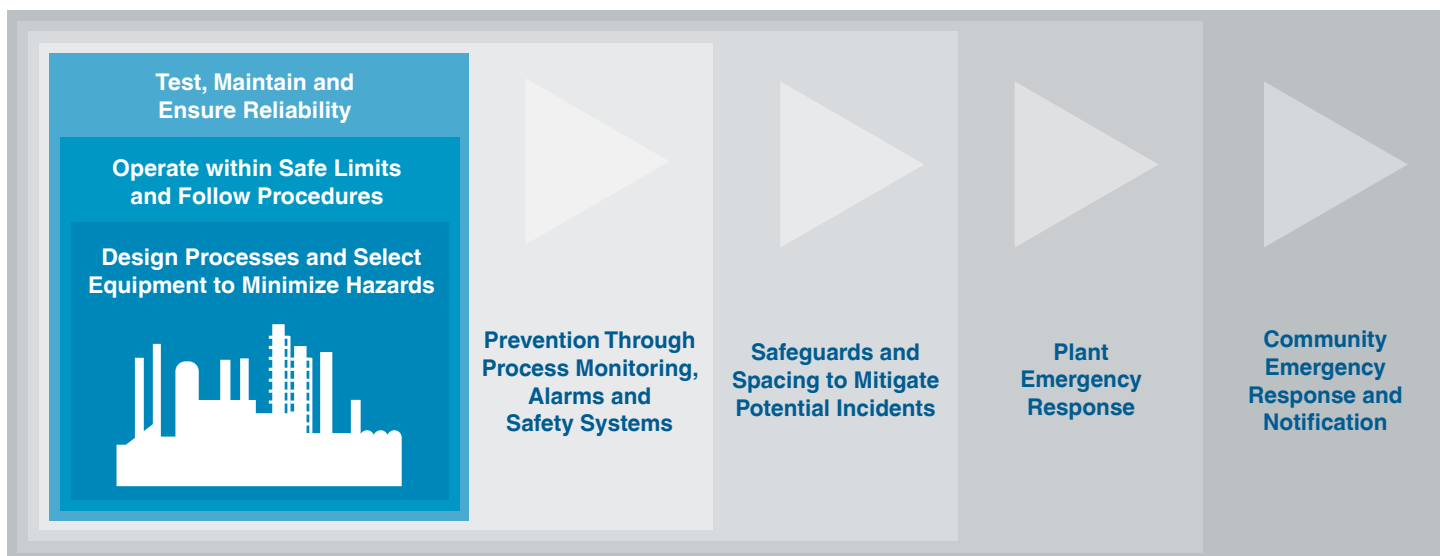 Test, Maintain and
Ensure Reliability
Operate within Safe Limits
and Follow Procedures
Design Processes and Select
Equipment to Minimize Hazards
Prevention Through
Process Monitoring,
Alarms and
Safety Systems
Safeguards and
Spacing to Mitigate
Potential Incidents
Plant
Emergency
Response
Community
Emergency
Response and
Notification